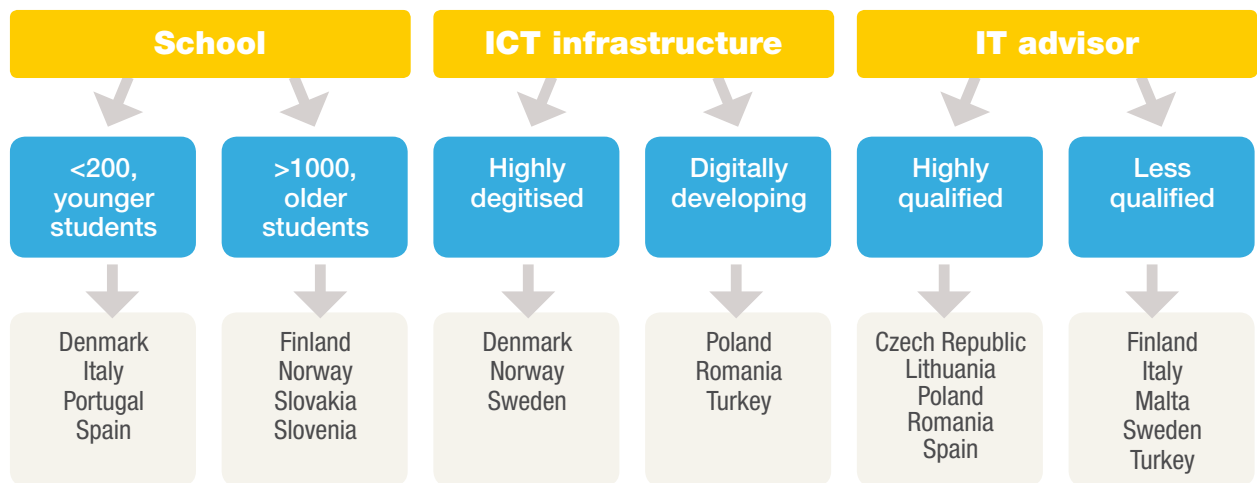 School
<200,
younger
students
Denmark
Italy
Portugal
Spain
>1000,
older
students
Finland
Norway
Slovakia
Slovenia
ICT infrastructure
Highly
degitised
Denmark
Norway
Sweden
Digitally
developing
Poland
Romania
Turkey
IT advisor
Highly
qualified
Czech Republic
Lithuania
Poland
Romania
Spain
Less
qualified
Finland
Italy
Malta
Sweden
Turkey